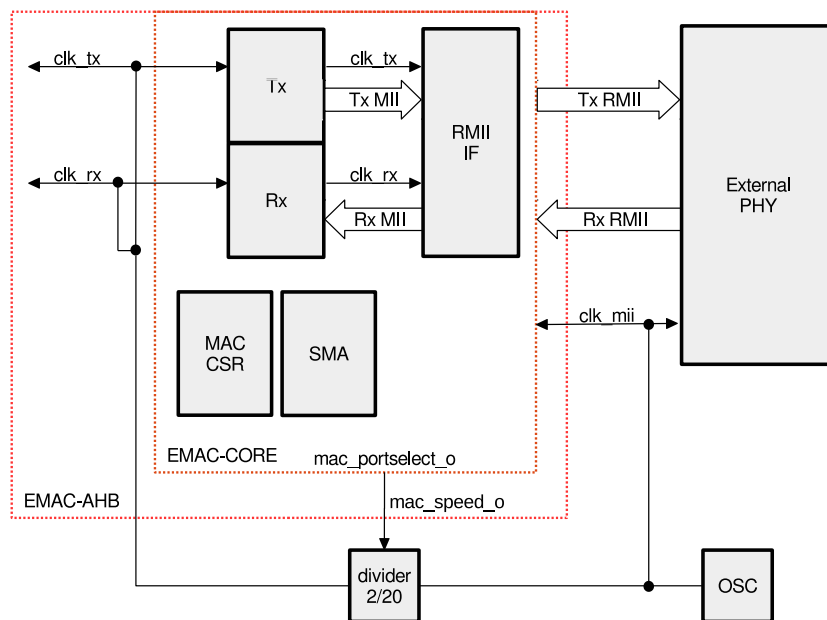 clk_tx
Tx
clk_tx
Tx MII
RMII
IF
Tx RMII
External
PHY
clk_rx
Rx
clk_rx
Rx MII
Rx RMII
MAC
CSR
SMA
clk_mii
EMAC-CORE
mac_portselect_o
EMAC-AHB
mac_speed_o
divider
2/20
OSC